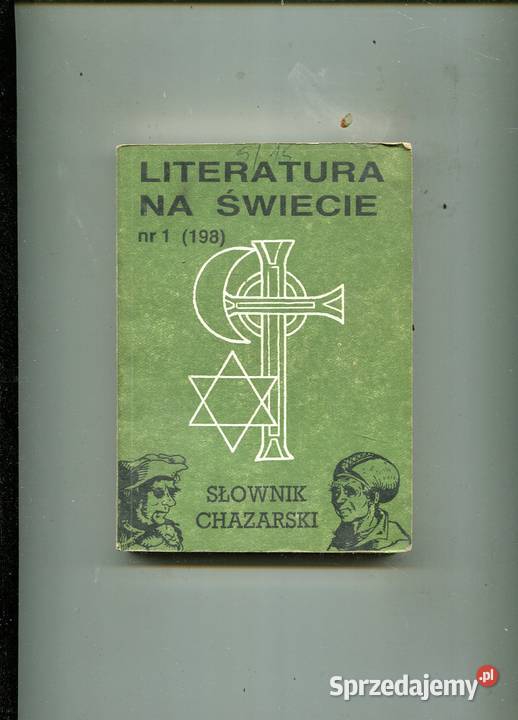 LITERATURA
NA ŚWIECIE
nr 1 (198)
SŁOWNIK
CHAZARSKI
Sprzedajemy.pl